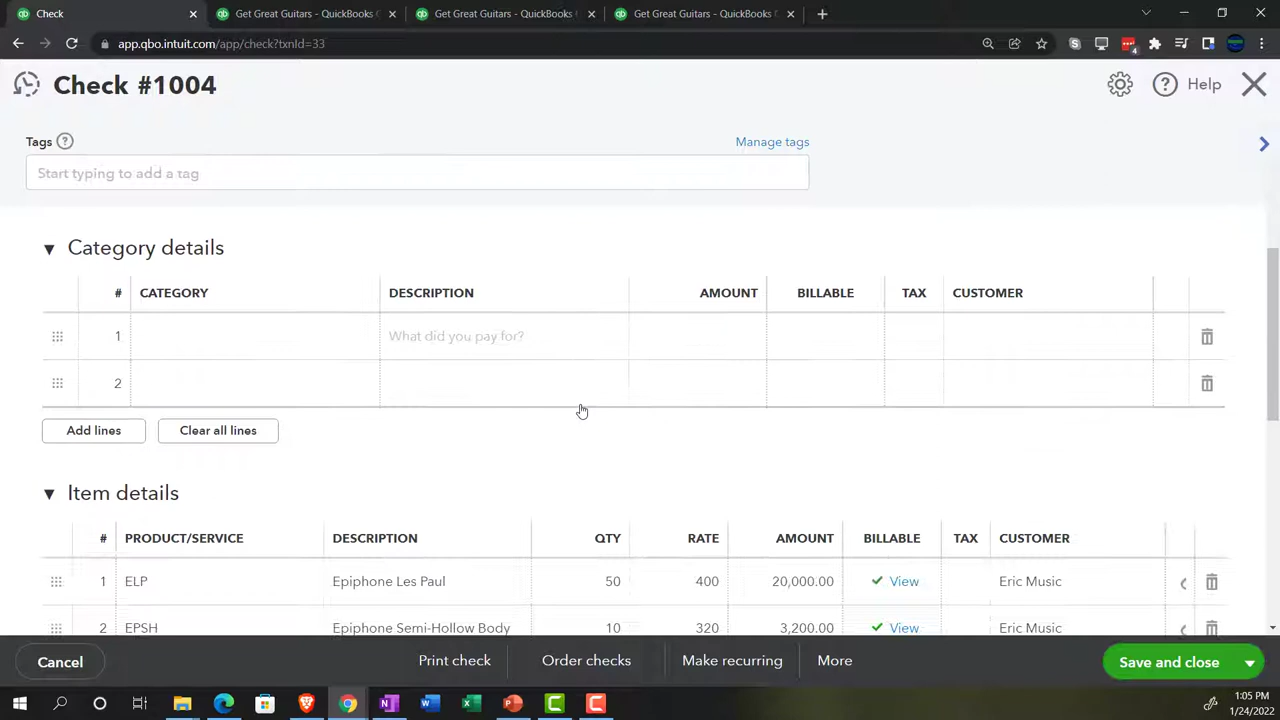 Check
Get Great Guitars - QuickBooks
Get Great Guitars - QuickBooks
Get Great Guitars - QuickBooks
app.qbo.intuit.com/app/check?txnId=33
4
Check #1004
Help
Tags
Manage tags
Start typing to add a tag
Category details
# CATEGORY DESCRIPTION AMOUNT BILLABLE TAX CUSTOMER
1 What did you pay for?
2
Add lines Clear all lines
Item details
# PRODUCT/SERVICE DESCRIPTION QTY RATE AMOUNT BILLABLE TAX CUSTOMER
1 ELP Epiphone Les Paul 50 400 20,000.00 View Eric Music
2 EPSH Epiphone Semi-Hollow Body 10 320 3,200.00 View Eric Music
Cancel Print check Order checks Make recurring More Save and close
1:05 PM
1/24/2022